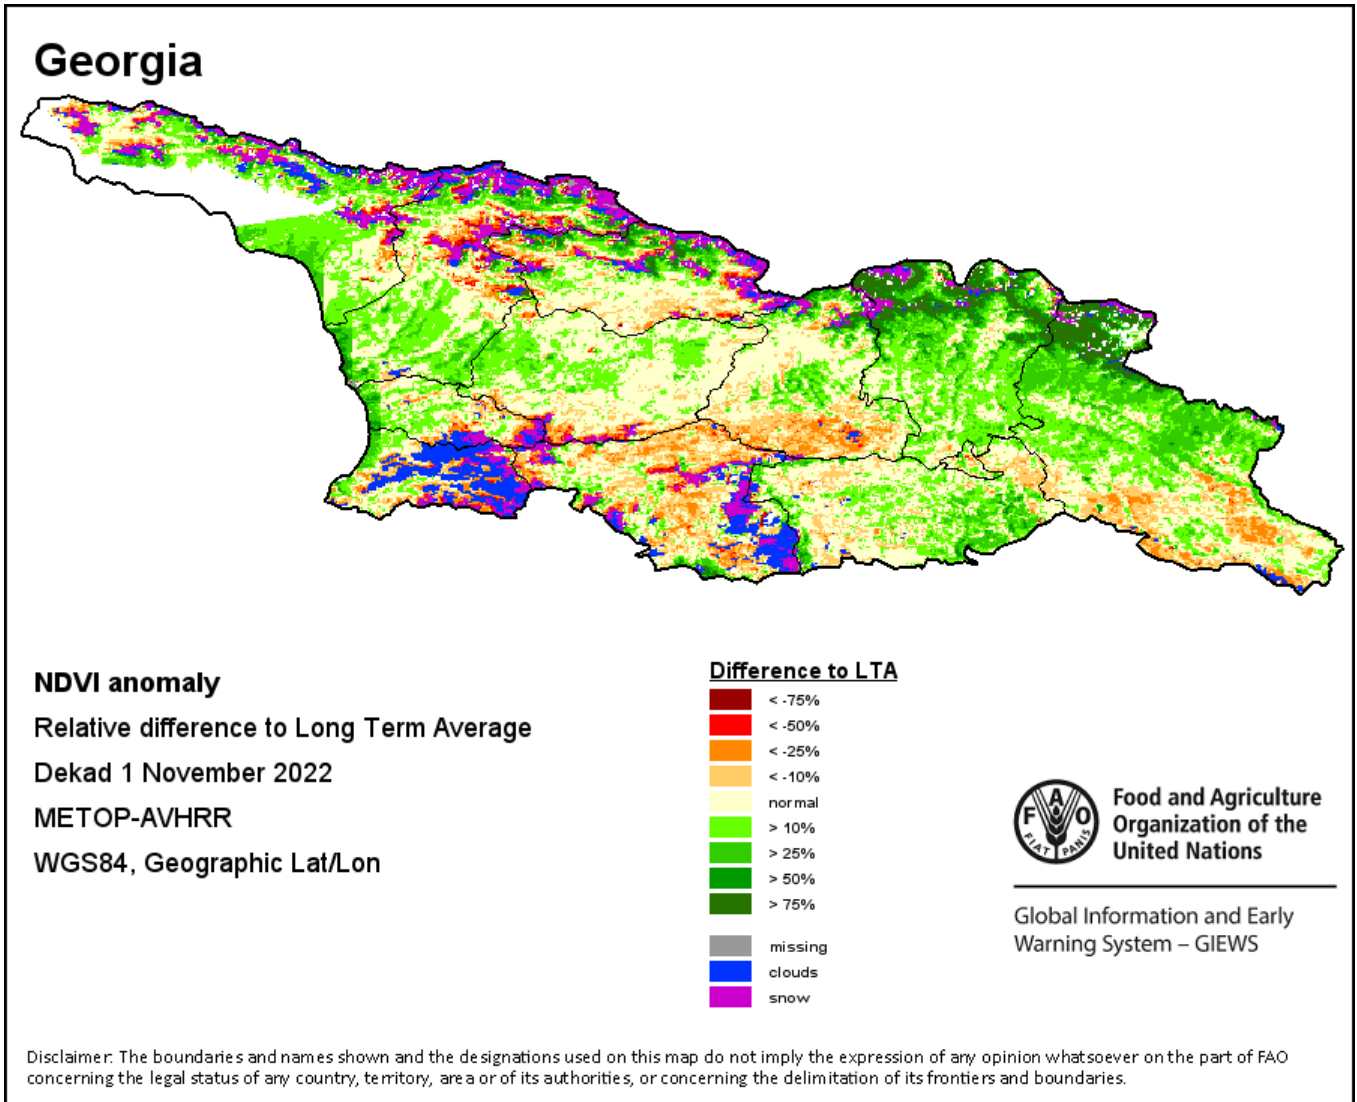 Georgia
NDVI anomaly
Relative difference to Long Term Average
Dekad 1 November 2022
METOP-AVHRR
WGS84, Geographic Lat/Lon
Difference to LTA
< -75%
< -50%
< -25%
< -10%
normal
> 10%
> 25%
> 50%
> 75%
missing
clouds
snow
F A O
FIAT PANIS
Food and Agriculture
Organization of the
United Nations
Global Information and Early
Warning System – GIEWS
Disclaimer: The boundaries and names shown and the designations used on this map do not imply the expression of any opinion whatsoever on the part of FAO
concerning the legal status of any country, territory, area or of its authorities, or concerning the delimitation of its frontiers and boundaries.